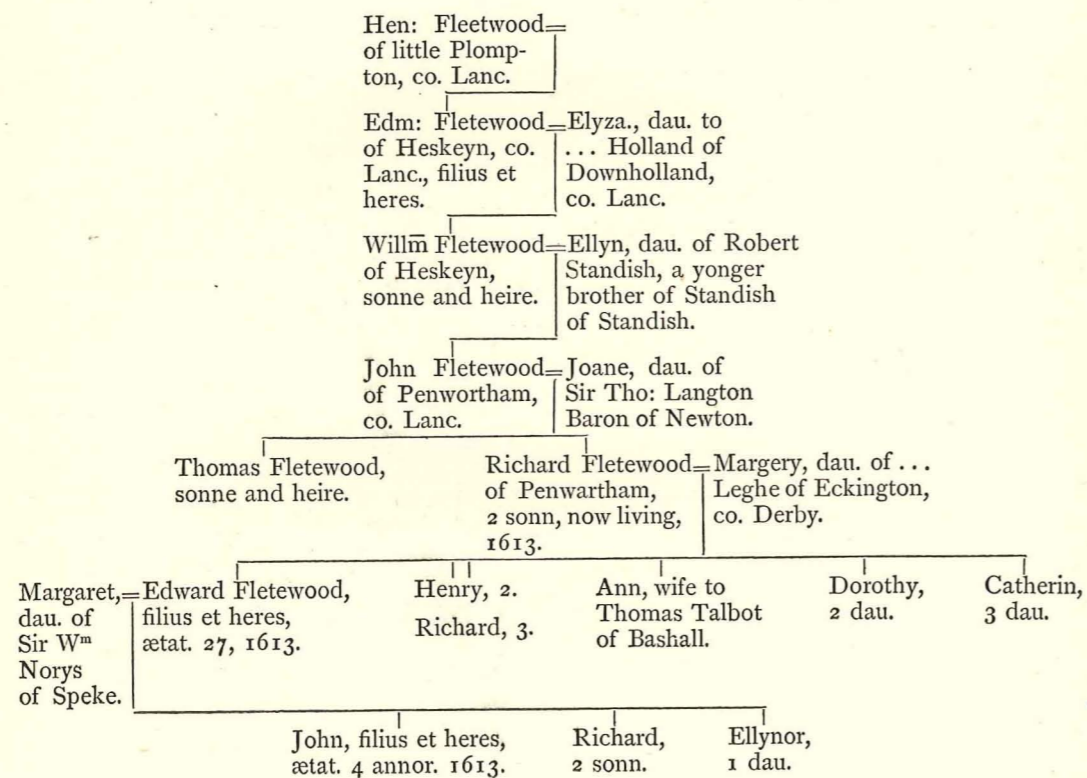 Hen: Fleetwood=
of little Plomp-
ton, co. Lanc.
Edm: Fletewood=
of Heskeyn, co.
Lanc., filius et
heres.
Elyza., dau. to
... Holland of
Downholland,
co. Lanc.
Willm̅ Fletewood=
of Heskeyn,
sonne and heire.
Ellyn, dau. of Robert
Standish, a yonger
brother of Standish
of Standish.
John Fletewood=
of Penwortham,
co. Lanc.
Joane, dau. of
Sir Tho: Langton
Baron of Newton.
Thomas Fletewood,
sonne and heire.
Richard Fletewood=
of Penwartham,
2 sonn, now living,
1613.
Margery, dau. of ...
Leghe of Eckington,
co. Derby.
Margaret,=
dau. of
Sir Wᵐ
Norys
of Speke.
Edward Fletewood,
filius et heres,
ætat. 27, 1613.
Henry, 2.
Richard, 3.
Ann, wife to
Thomas Talbot
of Bashall.
Dorothy,
2 dau.
Catherin,
3 dau.
John, filius et heres,
ætat. 4 annor. 1613.
Richard,
2 sonn.
Ellynor,
1 dau.